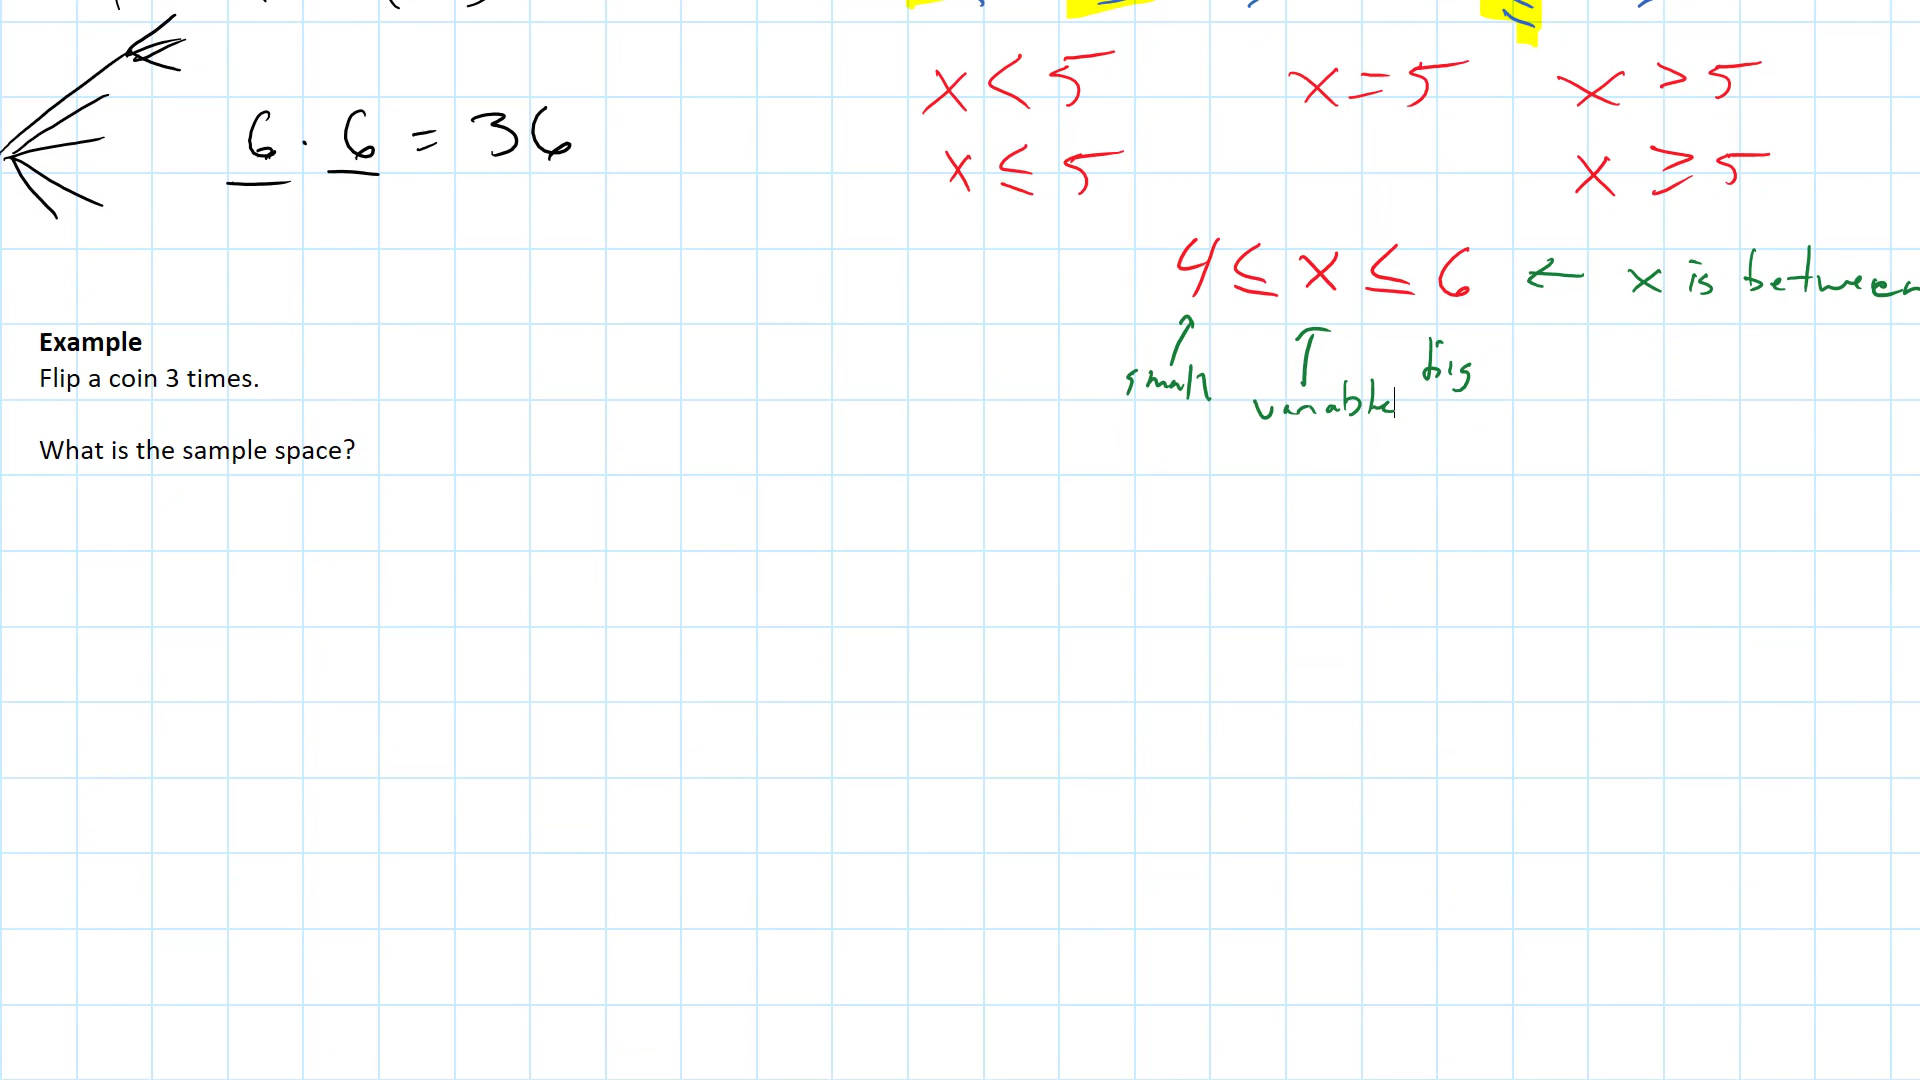 x < 5 x = 5 x > 5
6 · 6 = 36
x ≤ 5 x ≥ 5
4 ≤ x ≤ 6 ← x is between
small variable big
Example
Flip a coin 3 times.
What is the sample space?